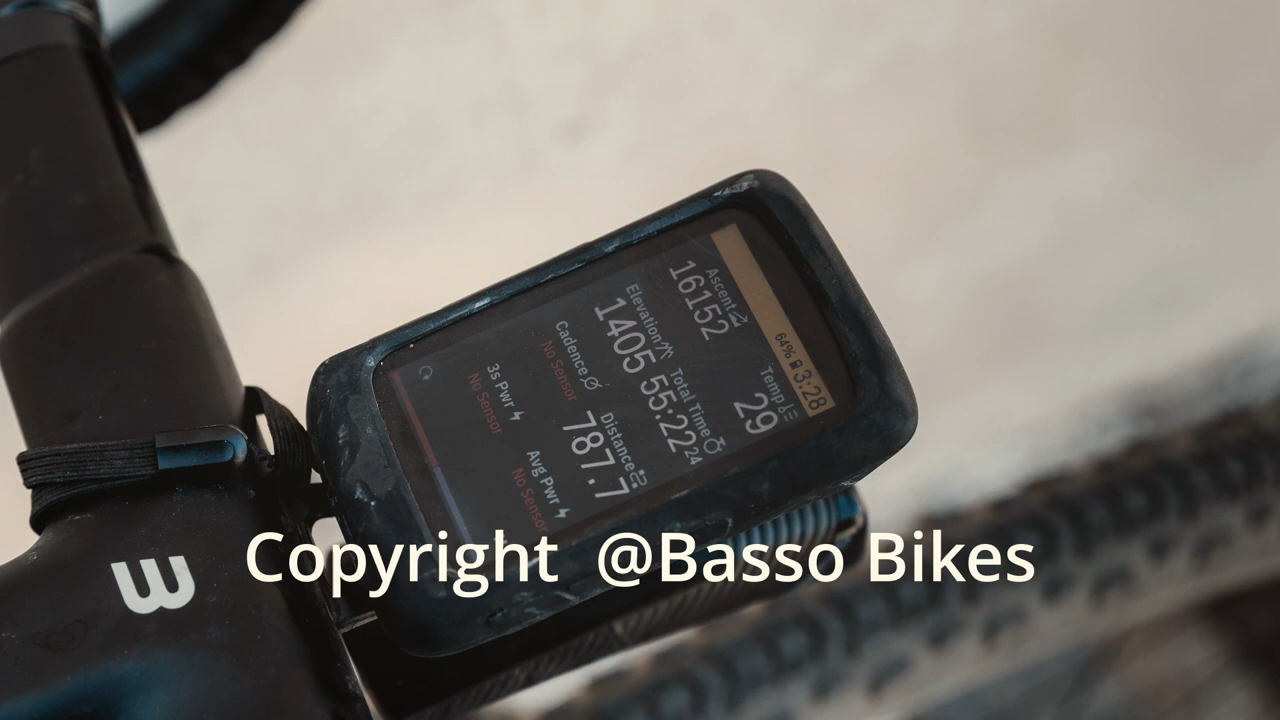 64% 3:28
Ascent Temp
16152 29
Elevation Total Time
1405 55:22 24
Cadence Distance
No Sensor 787.7
3s Pwr Avg Pwr
No Sensor No Sensor
Copyright @Basso Bikes